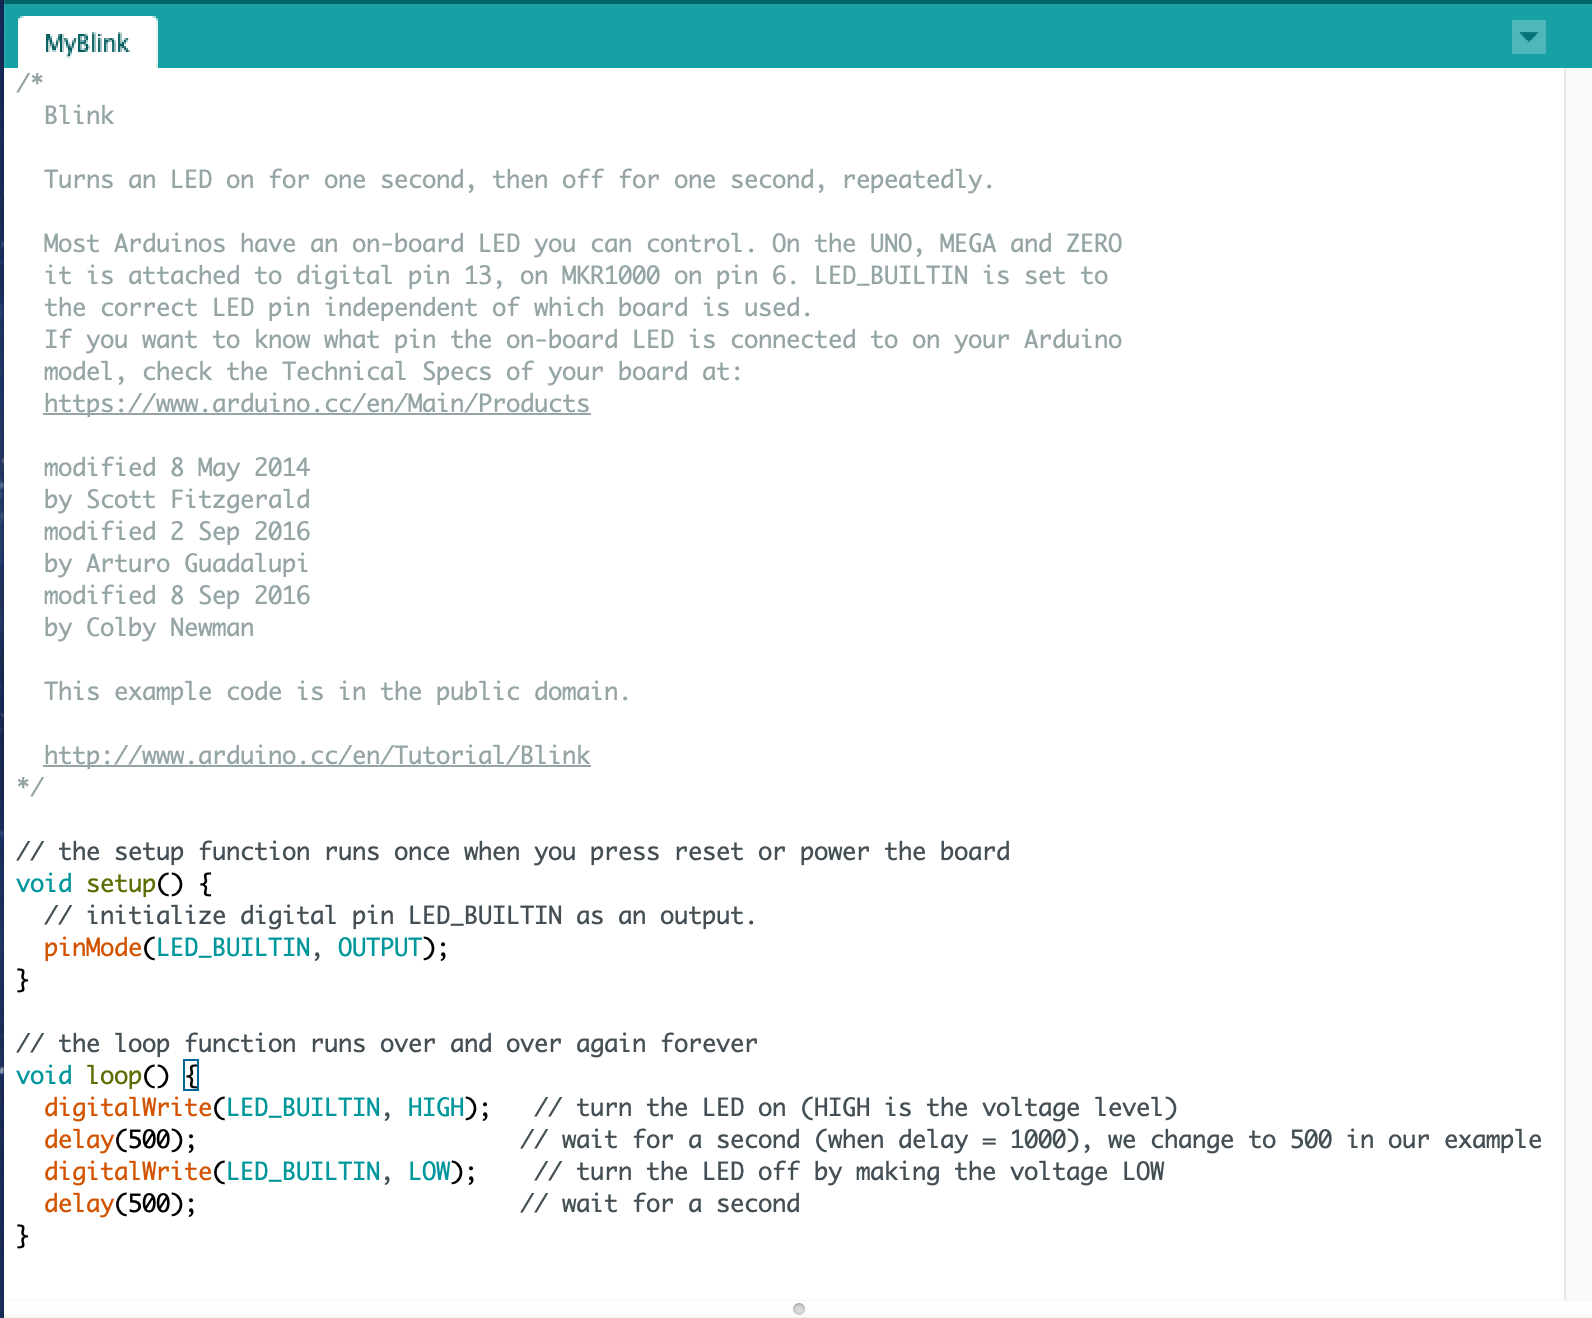 MyBlink
/*
  Blink

  Turns an LED on for one second, then off for one second, repeatedly.

  Most Arduinos have an on-board LED you can control. On the UNO, MEGA and ZERO
  it is attached to digital pin 13, on MKR1000 on pin 6. LED_BUILTIN is set to
  the correct LED pin independent of which board is used.
  If you want to know what pin the on-board LED is connected to on your Arduino
  model, check the Technical Specs of your board at:
  https://www.arduino.cc/en/Main/Products

  modified 8 May 2014
  by Scott Fitzgerald
  modified 2 Sep 2016
  by Arturo Guadalupi
  modified 8 Sep 2016
  by Colby Newman

  This example code is in the public domain.

  http://www.arduino.cc/en/Tutorial/Blink
*/

// the setup function runs once when you press reset or power the board
void setup() {
  // initialize digital pin LED_BUILTIN as an output.
  pinMode(LED_BUILTIN, OUTPUT);
}

// the loop function runs over and over again forever
void loop() {
  digitalWrite(LED_BUILTIN, HIGH);   // turn the LED on (HIGH is the voltage level)
  delay(500);                       // wait for a second (when delay = 1000), we change to 500 in our example
  digitalWrite(LED_BUILTIN, LOW);    // turn the LED off by making the voltage LOW
  delay(500);                       // wait for a second
}